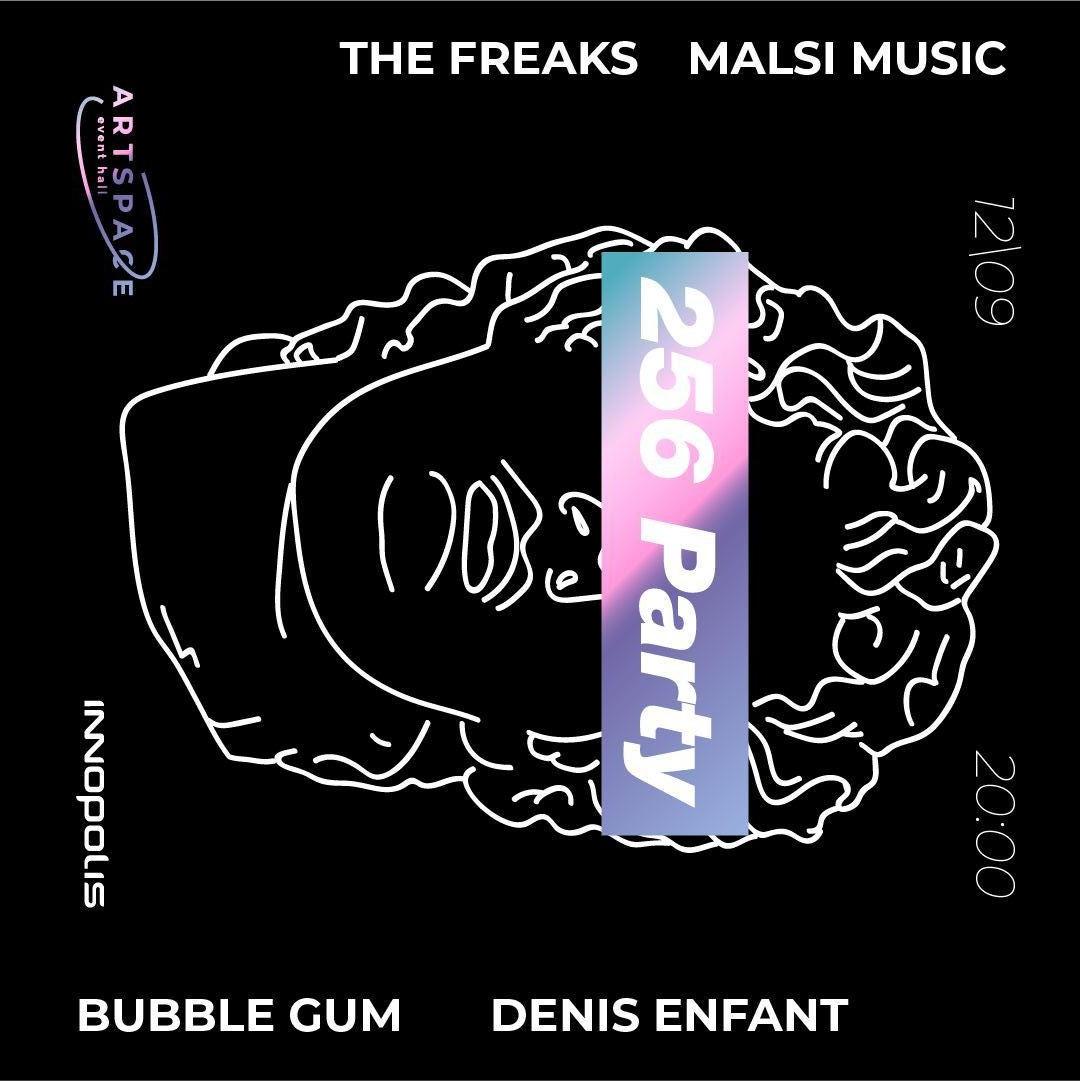 THE FREAKS MALSI MUSIC
ARTSPACE
event hall
12\09
256 Party
INNOPOLIS
20:00
BUBBLE GUM DENIS ENFANT